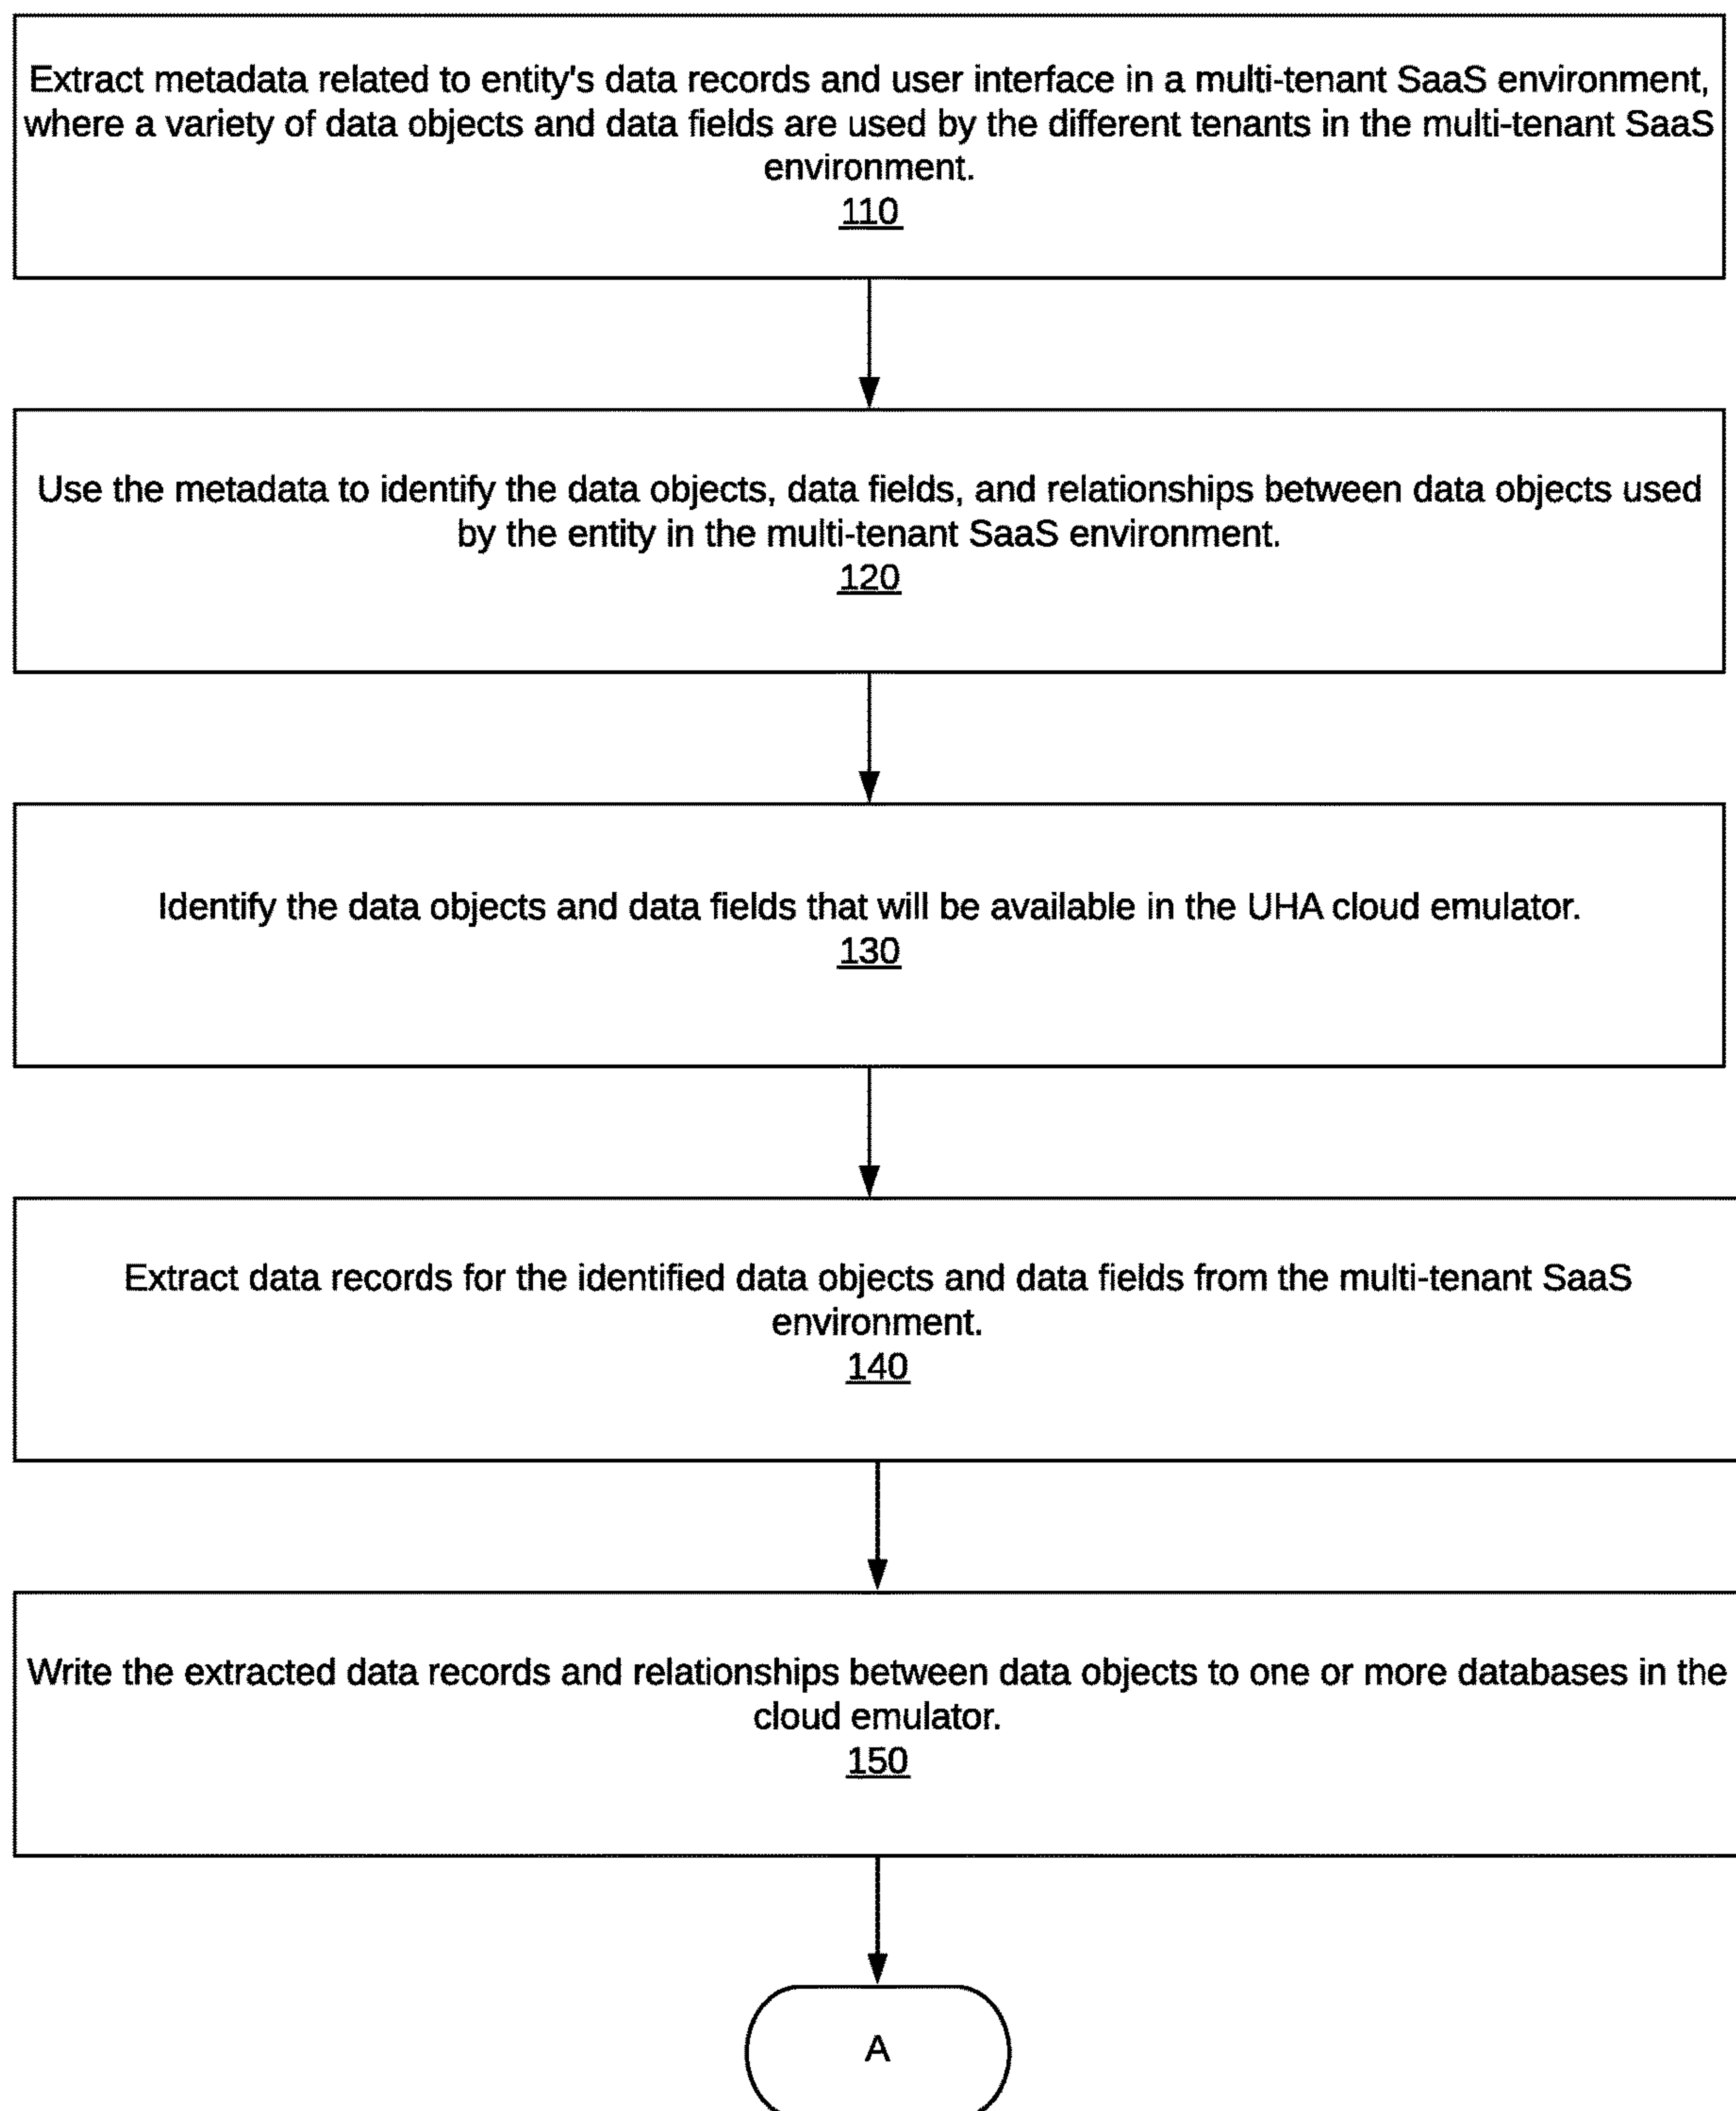 Extract metadata related to entity's data records and user interface in a multi-tenant SaaS environment,
where a variety of data objects and data fields are used by the different tenants in the multi-tenant SaaS
environment.
110
Use the metadata to identify the data objects, data fields, and relationships between data objects used
by the entity in the multi-tenant SaaS environment.
120
Identify the data objects and data fields that will be available in the UHA cloud emulator.
130
Extract data records for the identified data objects and data fields from the multi-tenant SaaS
environment.
140
Write the extracted data records and relationships between data objects to one or more databases in the
cloud emulator.
150
A